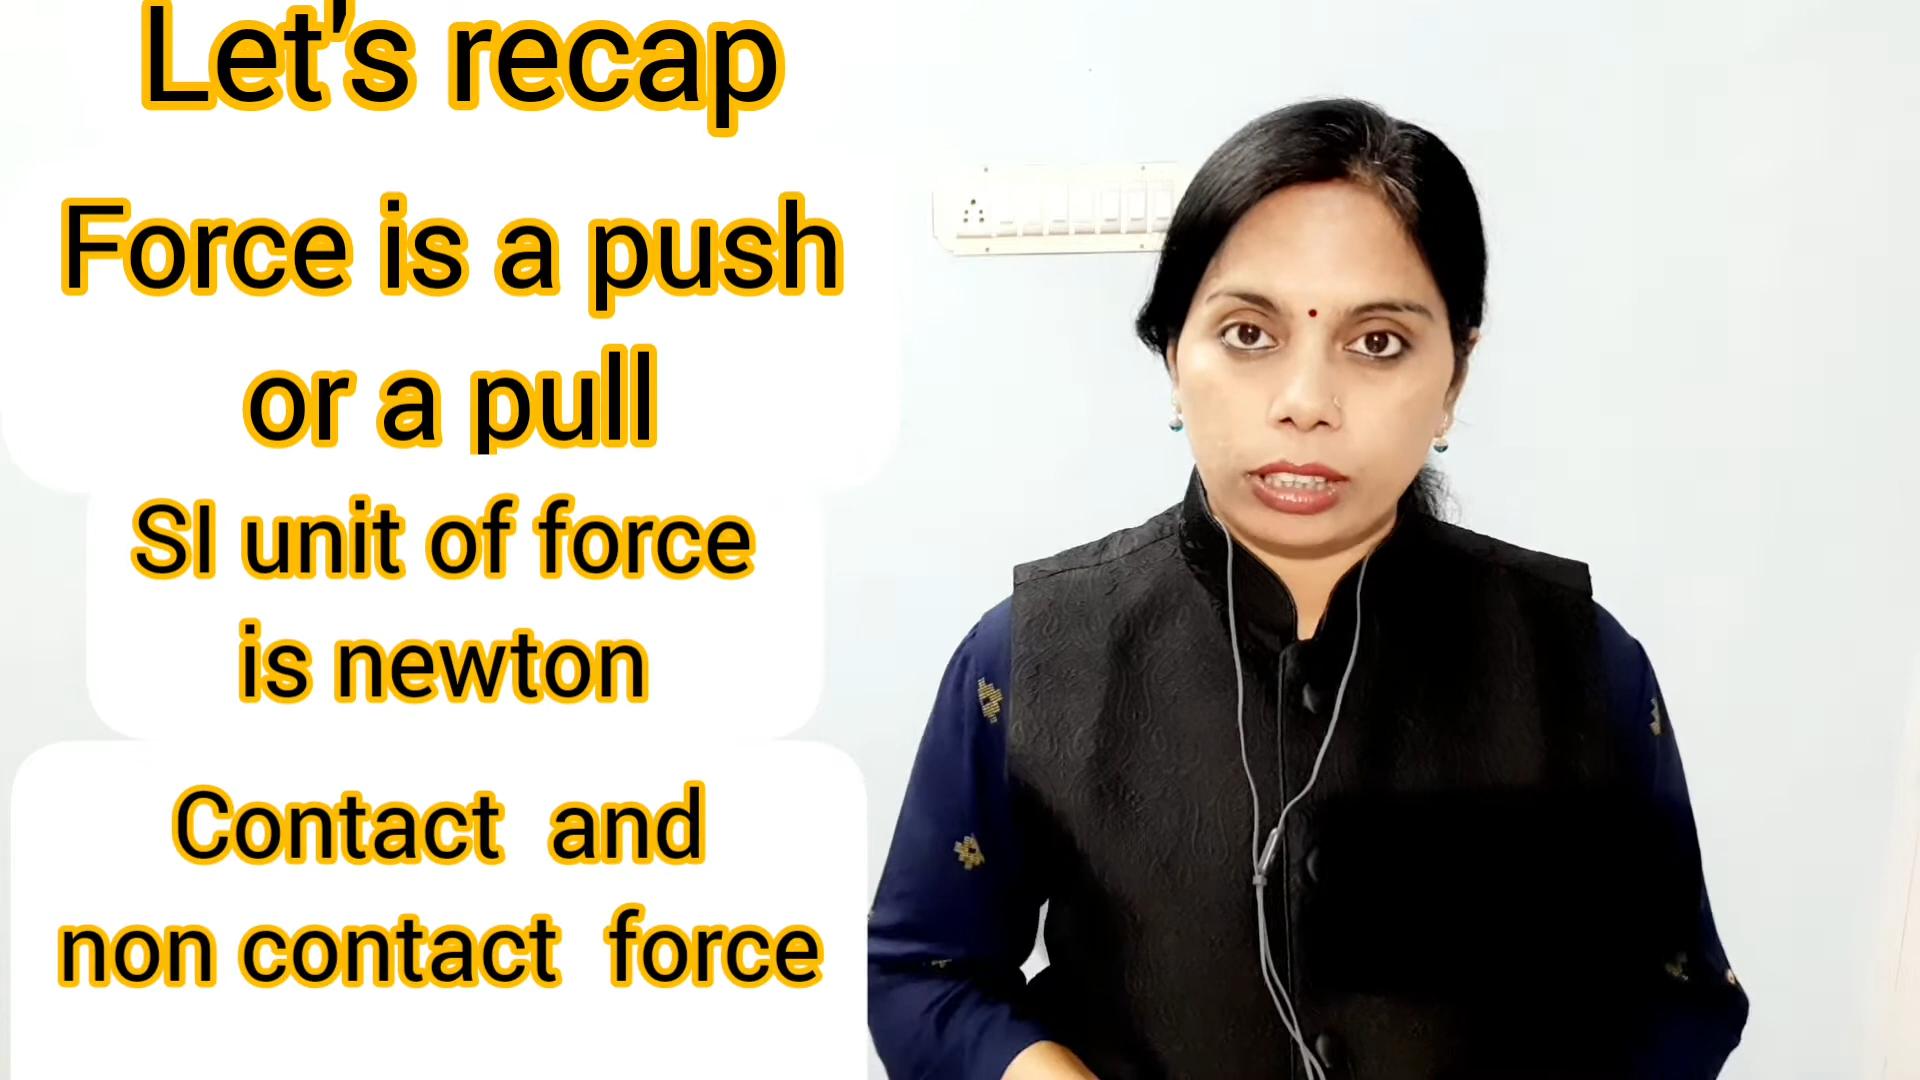 Let's recap
Force is a push
or a pull
SI unit of force
is newton
Contact and
non contact force